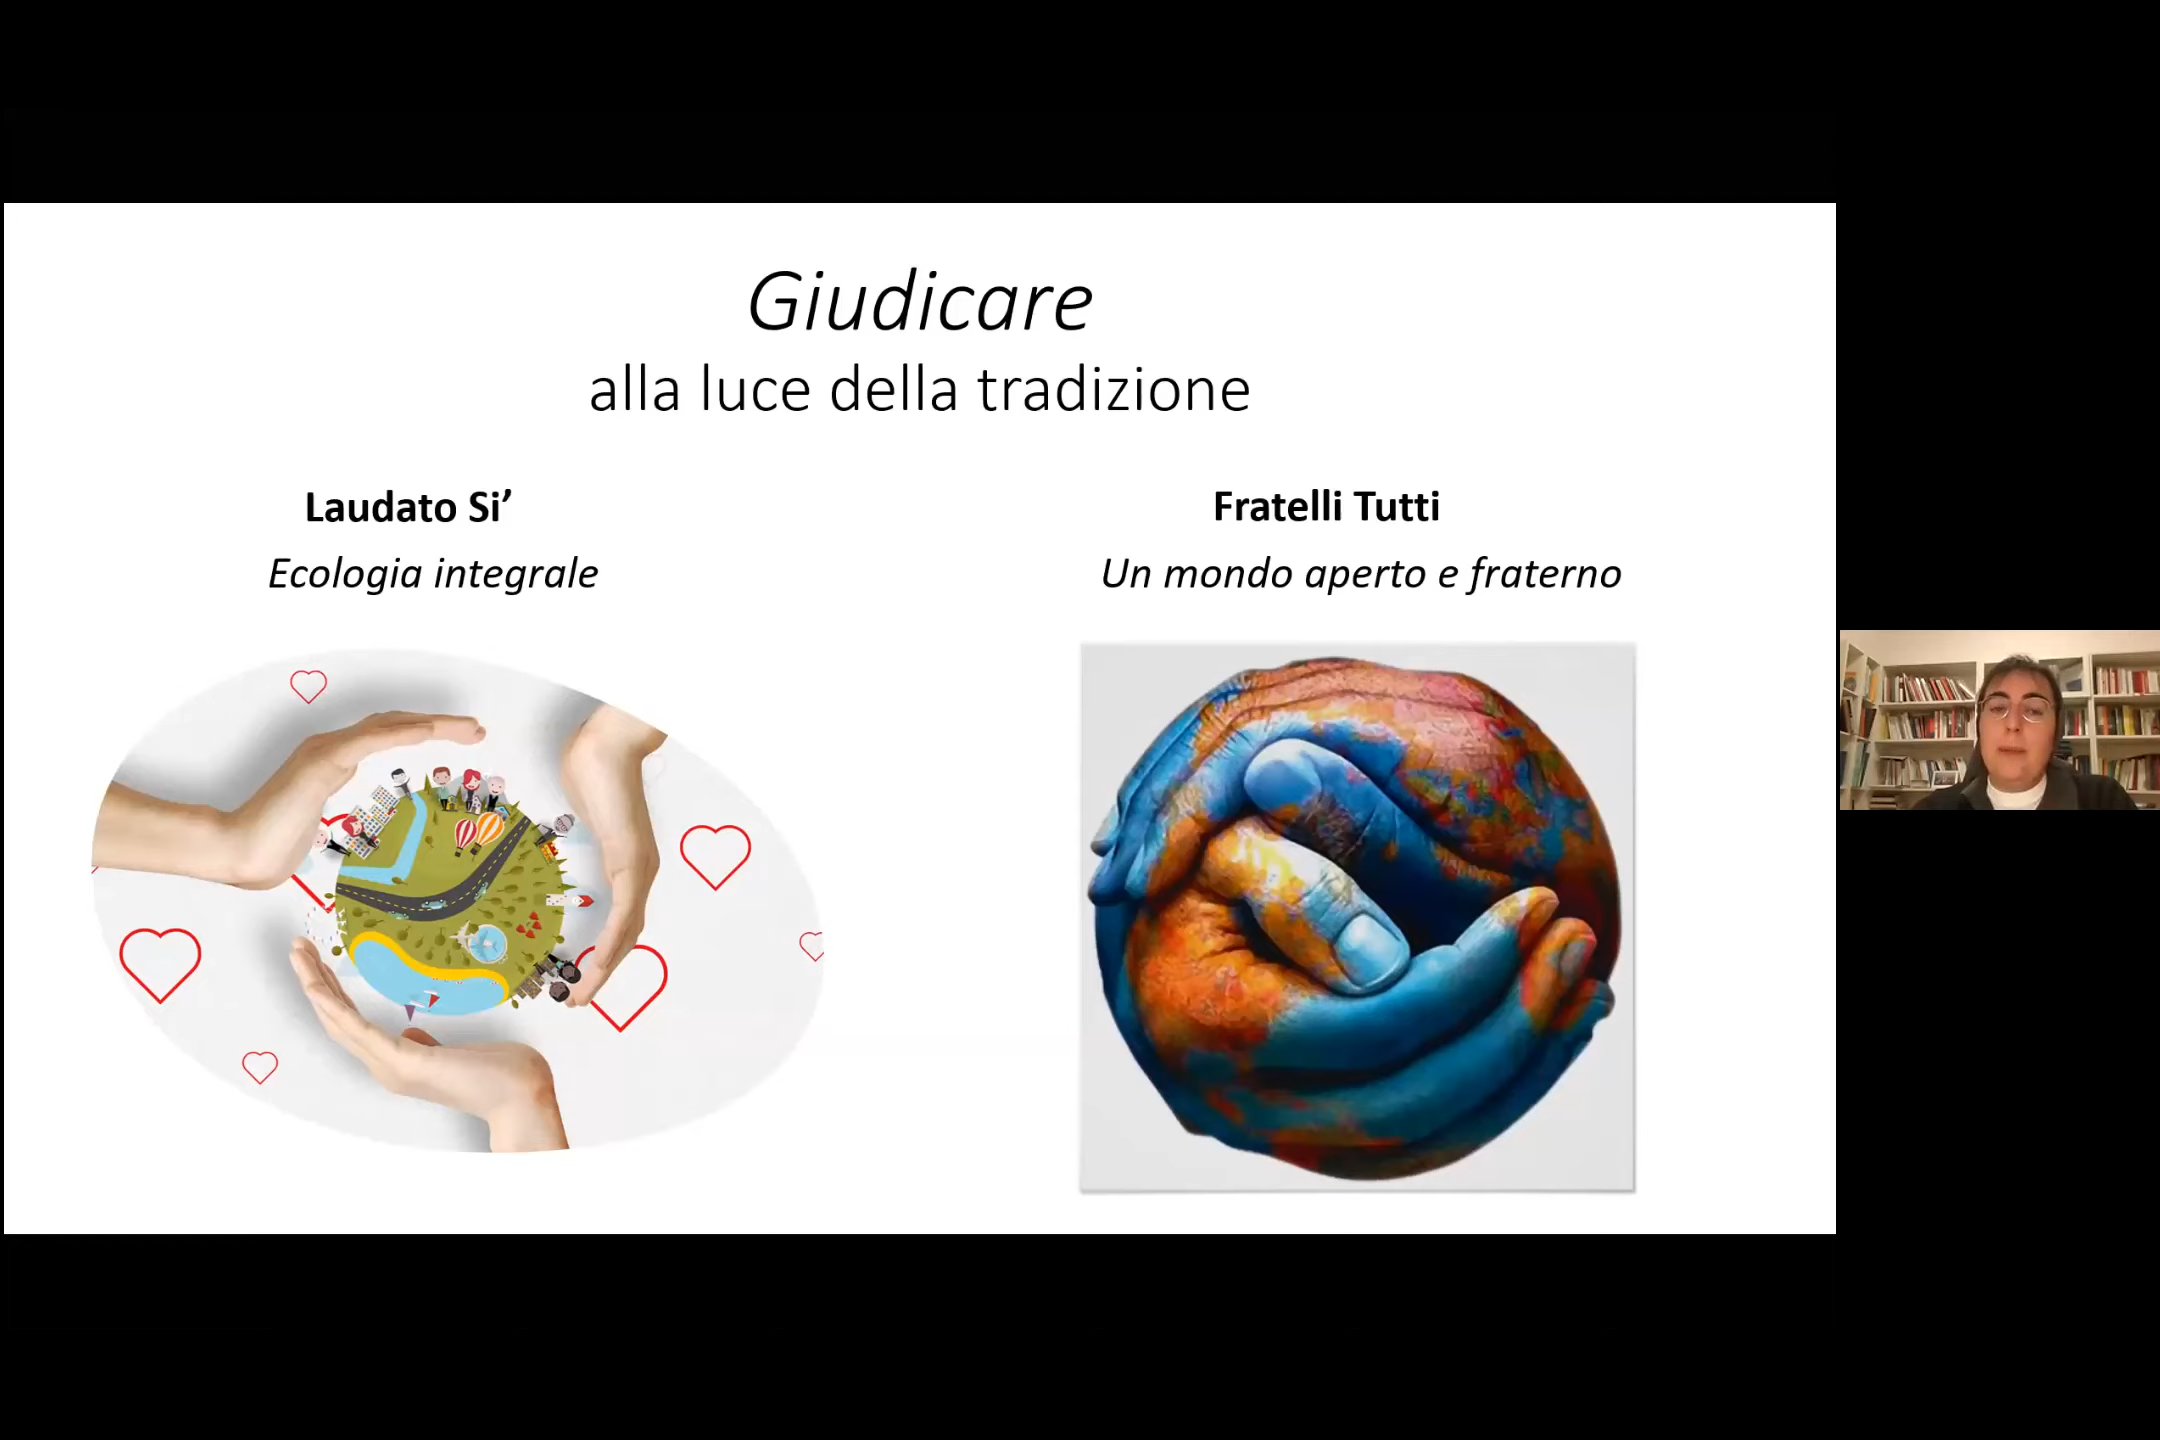 Giudicare
alla luce della tradizione
Laudato Si’
Ecologia integrale
Fratelli Tutti
Un mondo aperto e fraterno